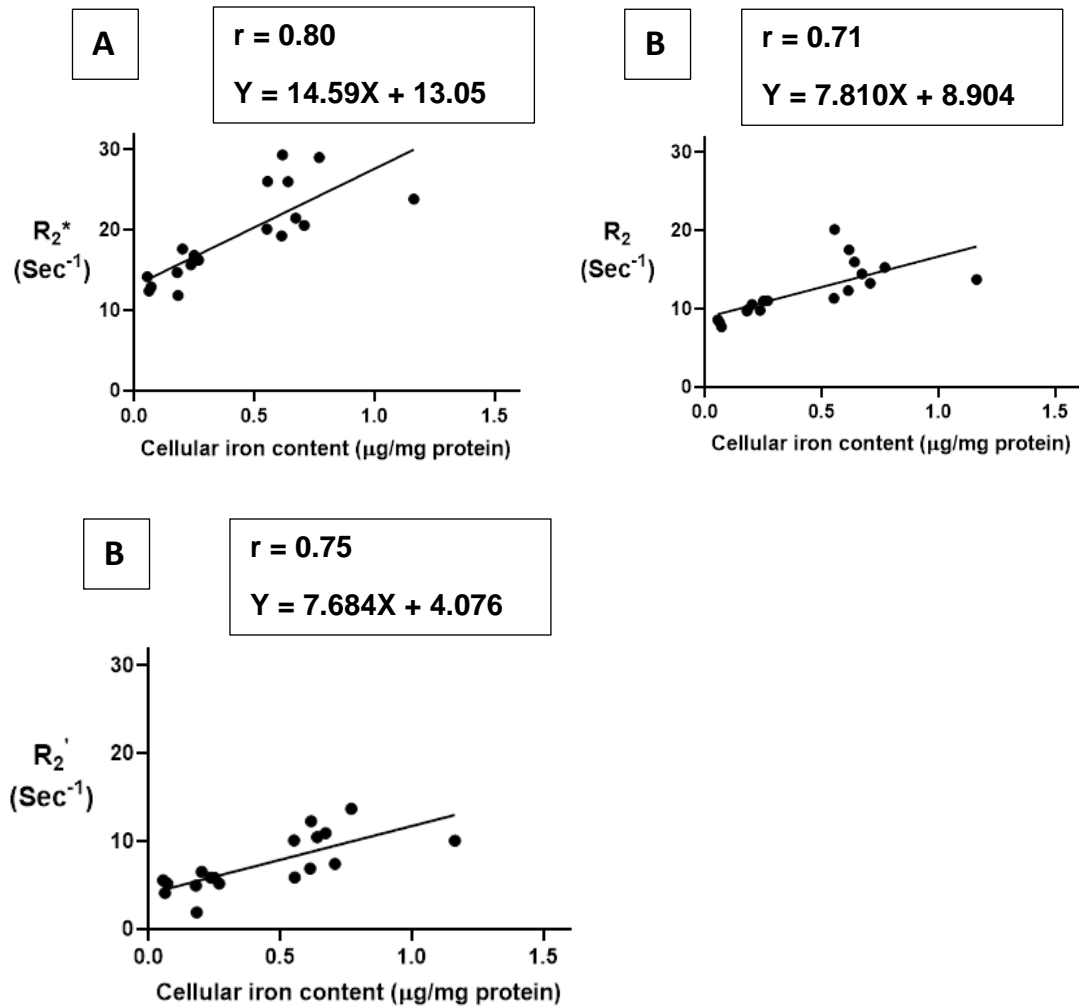 A
r = 0.80
Y = 14.59X + 13.05
30
20
10
0
R₂*
(Sec⁻¹)
0.0 0.5 1.0 1.5
Cellular iron content (μg/mg protein)
B
r = 0.71
Y = 7.810X + 8.904
30
20
10
0
R₂
(Sec⁻¹)
0.0 0.5 1.0 1.5
Cellular iron content (μg/mg protein)
B
r = 0.75
Y = 7.684X + 4.076
30
20
10
0
R₂'
(Sec⁻¹)
0.0 0.5 1.0 1.5
Cellular iron content (μg/mg protein)